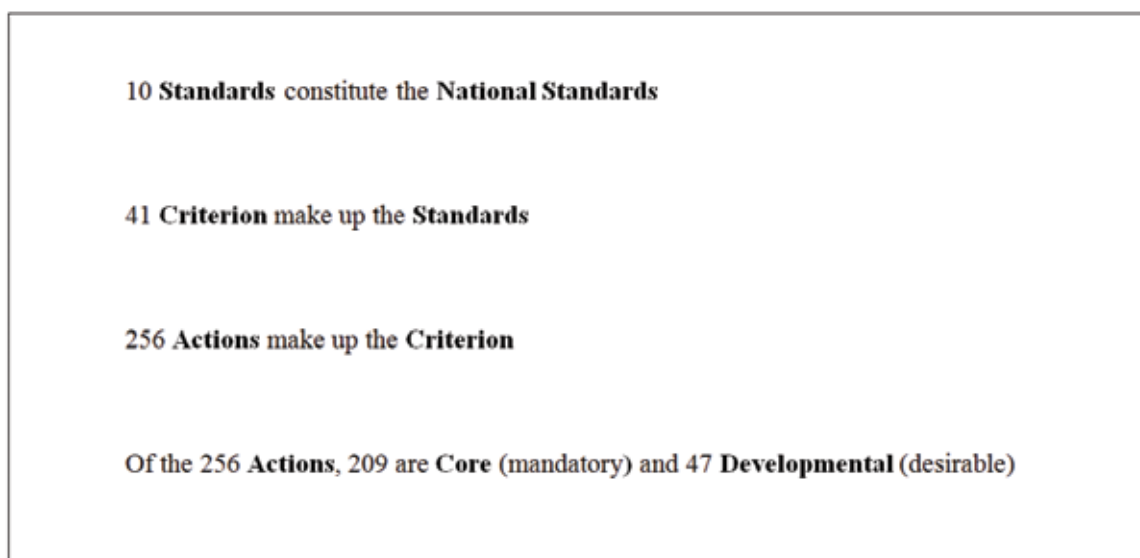 10 Standards constitute the National Standards
41 Criterion make up the Standards
256 Actions make up the Criterion
Of the 256 Actions, 209 are Core (mandatory) and 47 Developmental (desirable)